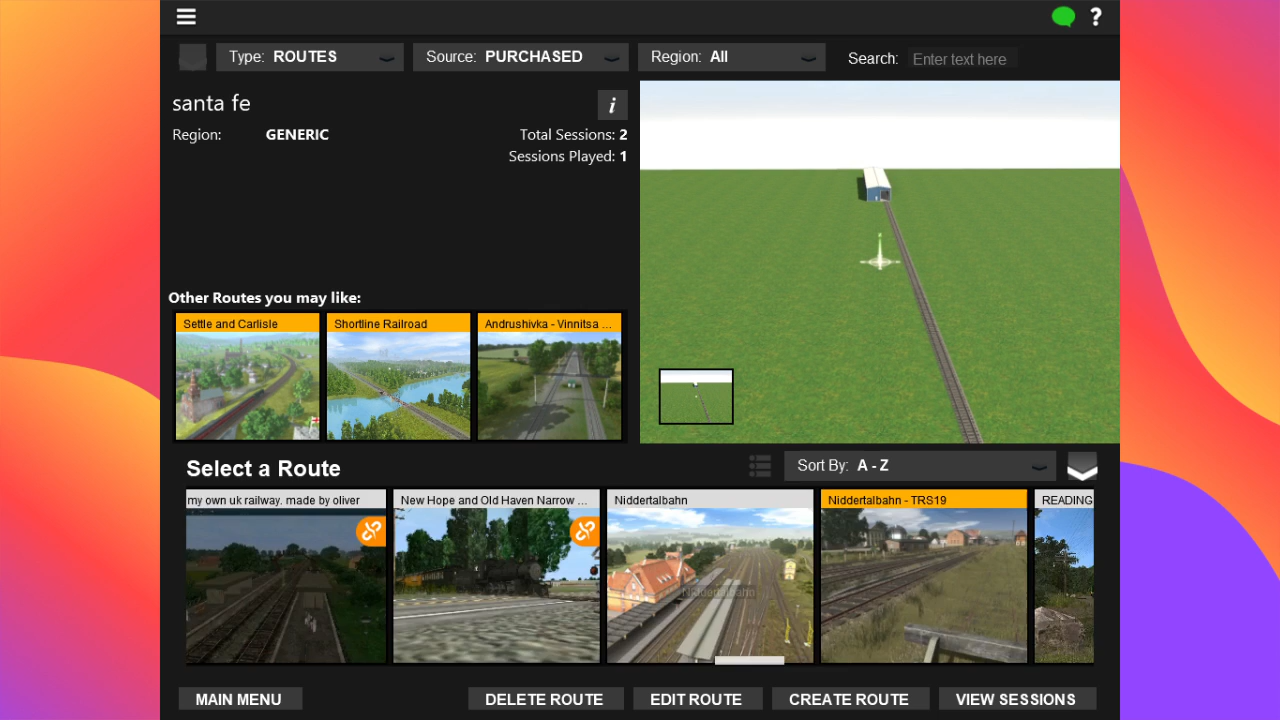 ?
Type: ROUTES
Source: PURCHASED
Region: All
Search: Enter text here
santa fe
i
Region: GENERIC
Total Sessions: 2
Sessions Played: 1
Other Routes you may like:
Settle and Carlisle
Shortline Railroad
Andrushivka - Vinnitsa ...
Select a Route
Sort By: A - Z
my own uk railway. made by oliver
New Hope and Old Haven Narrow ...
Niddertalbahn
Niddertalbahn - TRS19
READING
Niddertalbahn
MAIN MENU
DELETE ROUTE
EDIT ROUTE
CREATE ROUTE
VIEW SESSIONS